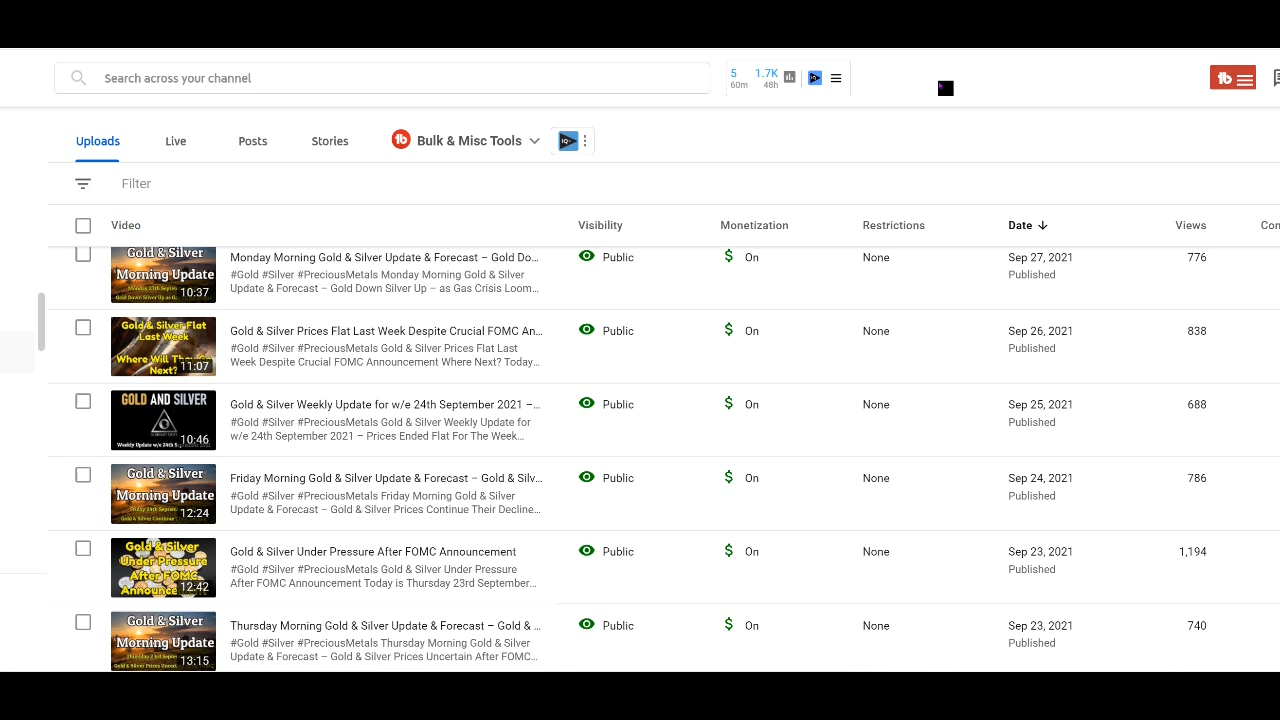 Search across your channel
5 1.7K
60m 48h
Uploads Live Posts Stories Bulk & Misc Tools
Filter
Video Visibility Monetization Restrictions Date Views Con
Gold & Silver
Morning Update
10:37
Monday Morning Gold & Silver Update & Forecast – Gold Do...
#Gold #Silver #PreciousMetals Monday Morning Gold & Silver
Update & Forecast – Gold Down Silver Up – as Gas Crisis Loom...
Public On None Sep 27, 2021 776
Published
Gold & Silver Flat
Last Week
Where Will
Next?
11:07
Gold & Silver Prices Flat Last Week Despite Crucial FOMC An...
#Gold #Silver #PreciousMetals Gold & Silver Prices Flat Last
Week Despite Crucial FOMC Announcement Where Next? Today...
Public On None Sep 26, 2021 838
Published
GOLD AND SILVER
10:46
Gold & Silver Weekly Update for w/e 24th September 2021 –...
#Gold #Silver #PreciousMetals Gold & Silver Weekly Update for
w/e 24th September 2021 – Prices Ended Flat For The Week...
Public On None Sep 25, 2021 688
Published
Gold & Silver
Morning Update
12:24
Friday Morning Gold & Silver Update & Forecast – Gold & Silv...
#Gold #Silver #PreciousMetals Friday Morning Gold & Silver
Update & Forecast – Gold & Silver Prices Continue Their Decline...
Public On None Sep 24, 2021 786
Published
Gold & Silver
Under Pressure
After FOMC
Announce
12:42
Gold & Silver Under Pressure After FOMC Announcement
#Gold #Silver #PreciousMetals Gold & Silver Under Pressure
After FOMC Announcement Today is Thursday 23rd September...
Public On None Sep 23, 2021 1,194
Published
Gold & Silver
Morning Update
13:15
Thursday Morning Gold & Silver Update & Forecast – Gold & ...
#Gold #Silver #PreciousMetals Thursday Morning Gold & Silver
Update & Forecast – Gold & Silver Prices Uncertain After FOMC...
Public On None Sep 23, 2021 740
Published